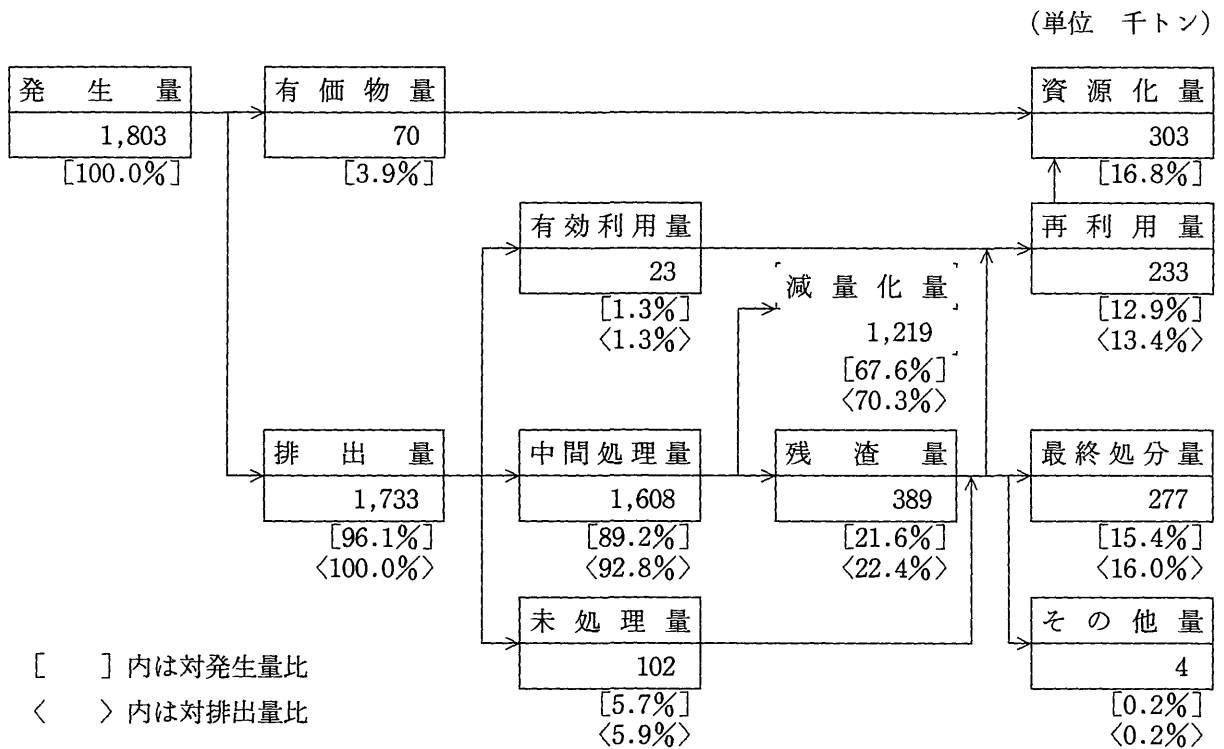 (単位 千トン)
発生量
1,803
[100.0%]
有価物量
70
[3.9%]
資源化量
303
[16.8%]
有効利用量
23
[1.3%]
〈1.3%〉
再利用量
233
[12.9%]
〈13.4%〉
減量化量
1,219
[67.6%]
〈70.3%〉
排出量
1,733
[96.1%]
〈100.0%〉
中間処理量
1,608
[89.2%]
〈92.8%〉
残渣量
389
[21.6%]
〈22.4%〉
最終処分量
277
[15.4%]
〈16.0%〉
未処理量
102
[5.7%]
〈5.9%〉
その他量
4
[0.2%]
〈0.2%〉
[ ]内は対発生量比
〈 〉内は対排出量比